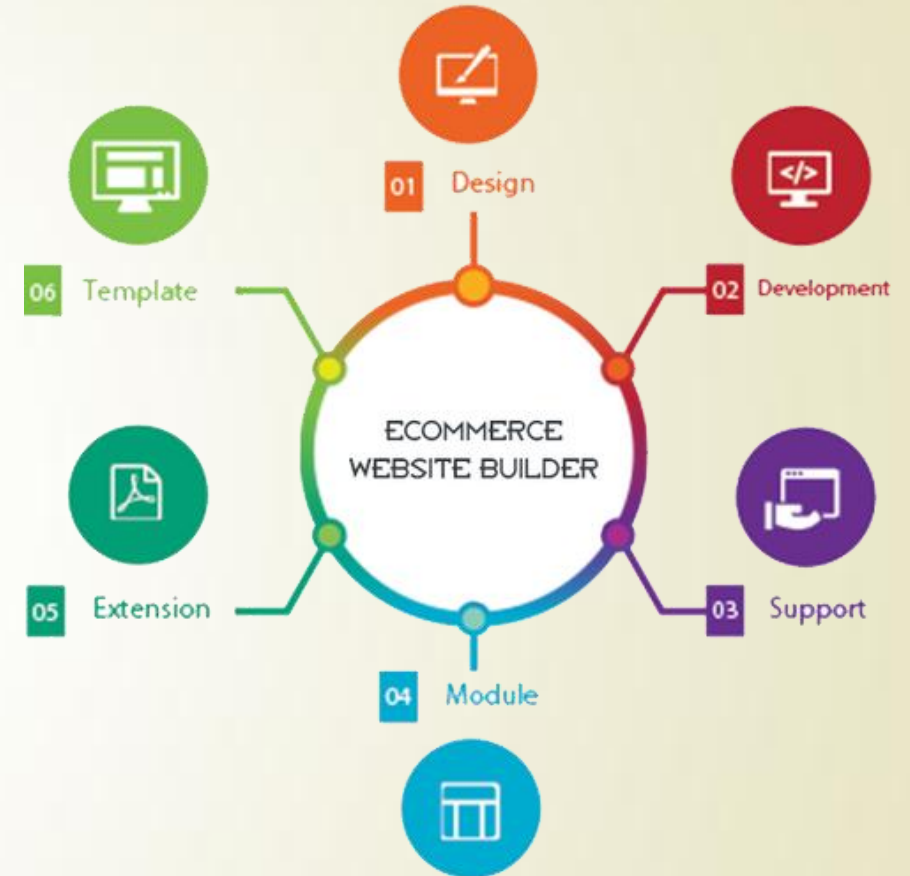 01 Design
06 Template
02 Development
ECOMMERCE
WEBSITE BUILDER
05 Extension
03 Support
04 Module